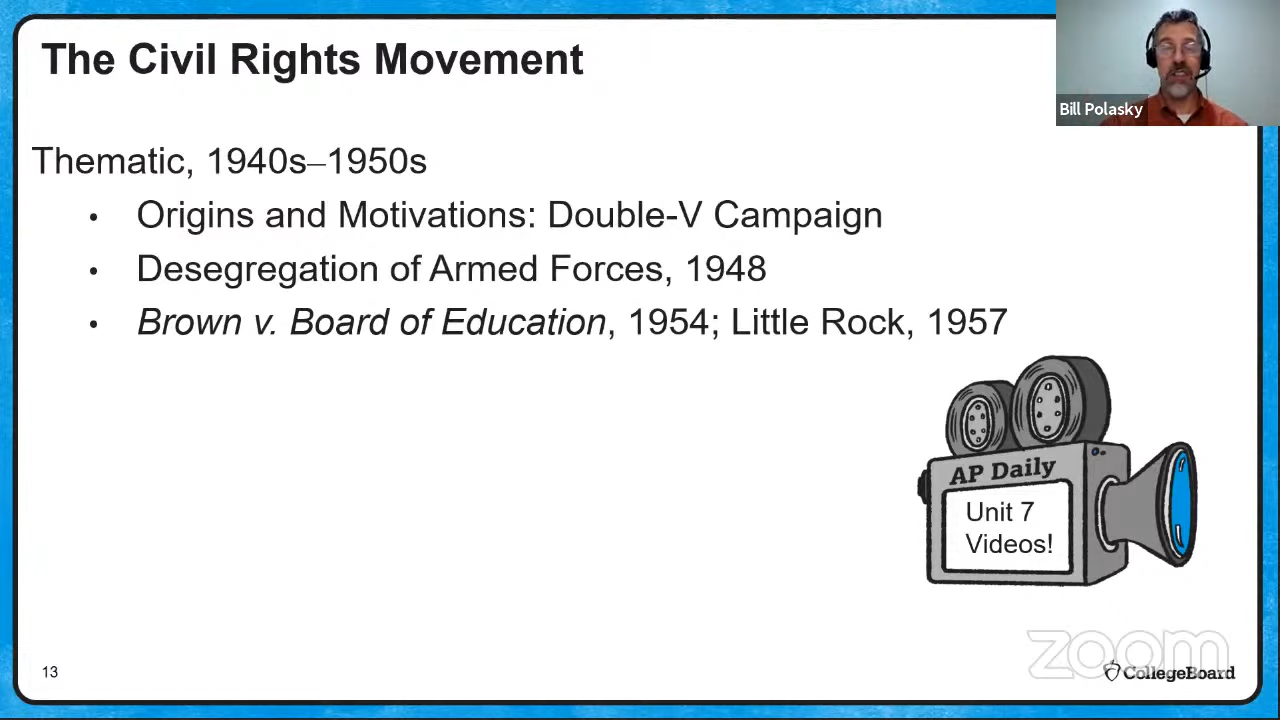 The Civil Rights Movement
Bill Polasky
Thematic, 1940s–1950s
• Origins and Motivations: Double-V Campaign
• Desegregation of Armed Forces, 1948
• Brown v. Board of Education, 1954; Little Rock, 1957
AP Daily
Unit 7
Videos!
zoom
13
CollegeBoard